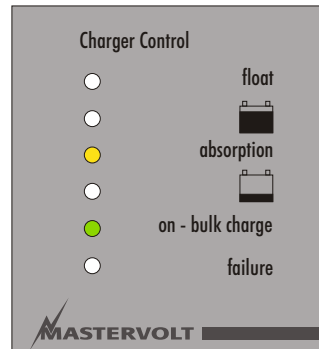 Charger Control
float
absorption
on - bulk charge
failure
MASTERVOLT